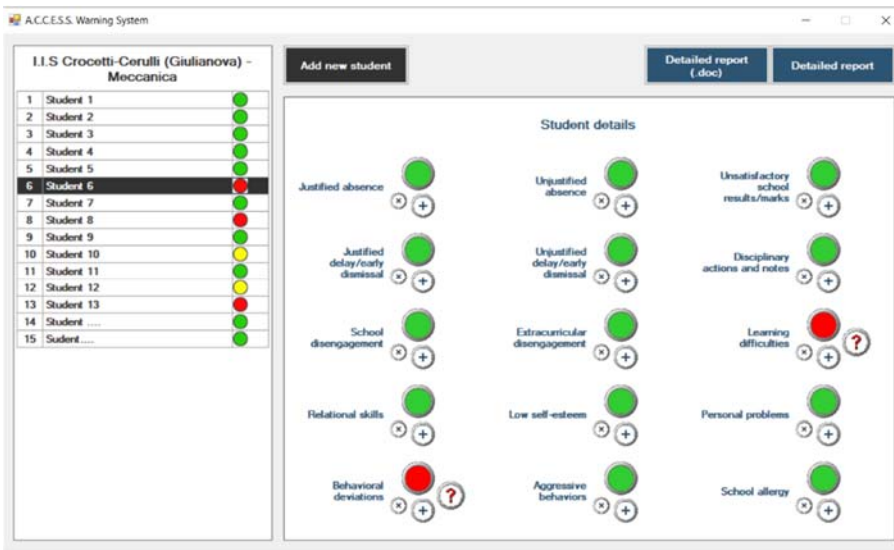 A.C.C.E.S.S. Warning System
I.I.S Crocetti-Cerulli (Giulianova) -
Meccanica
1 Student 1
2 Student 2
3 Student 3
4 Student 4
5 Student 5
6 Student 6
7 Student 7
8 Student 8
9 Student 9
10 Student 10
11 Student 11
12 Student 12
13 Student 13
14 Student ....
15 Sudent....
Add new student
Detailed report
(.doc)
Detailed report
Student details
Justified absence
Unjustified
absence
Unsatisfactory
school
results/marks
Justified
delay/early
dismissal
Unjustified
delay/early
dismissal
Disciplinary
actions and notes
School
disengagement
Extracurricular
disengagement
Learning
difficulties
?
Relational skills
Low self-esteem
Personal problems
Behavioral
deviations
?
Aggressive
behaviors
School allergy